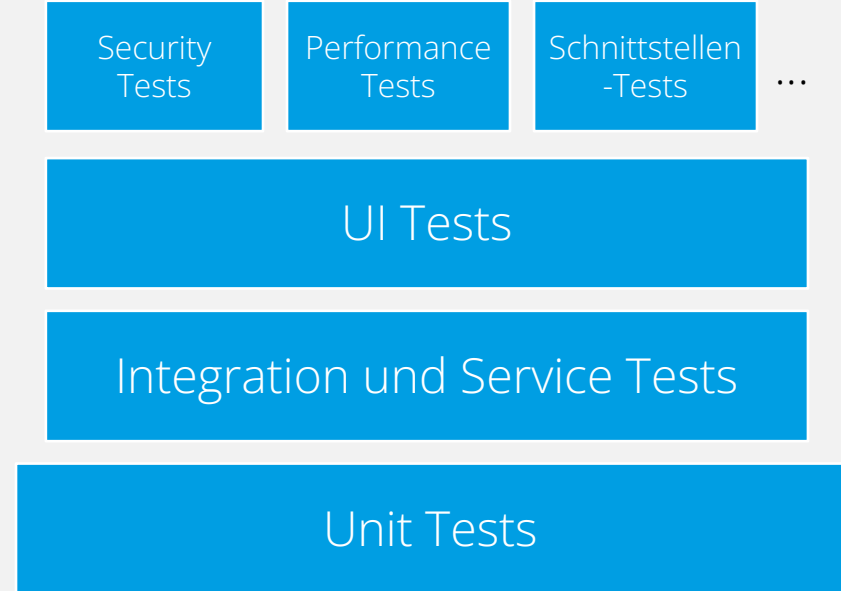 Security
Tests
Performance
Tests
Schnittstellen
-Tests
...
UI Tests
Integration und Service Tests
Unit Tests